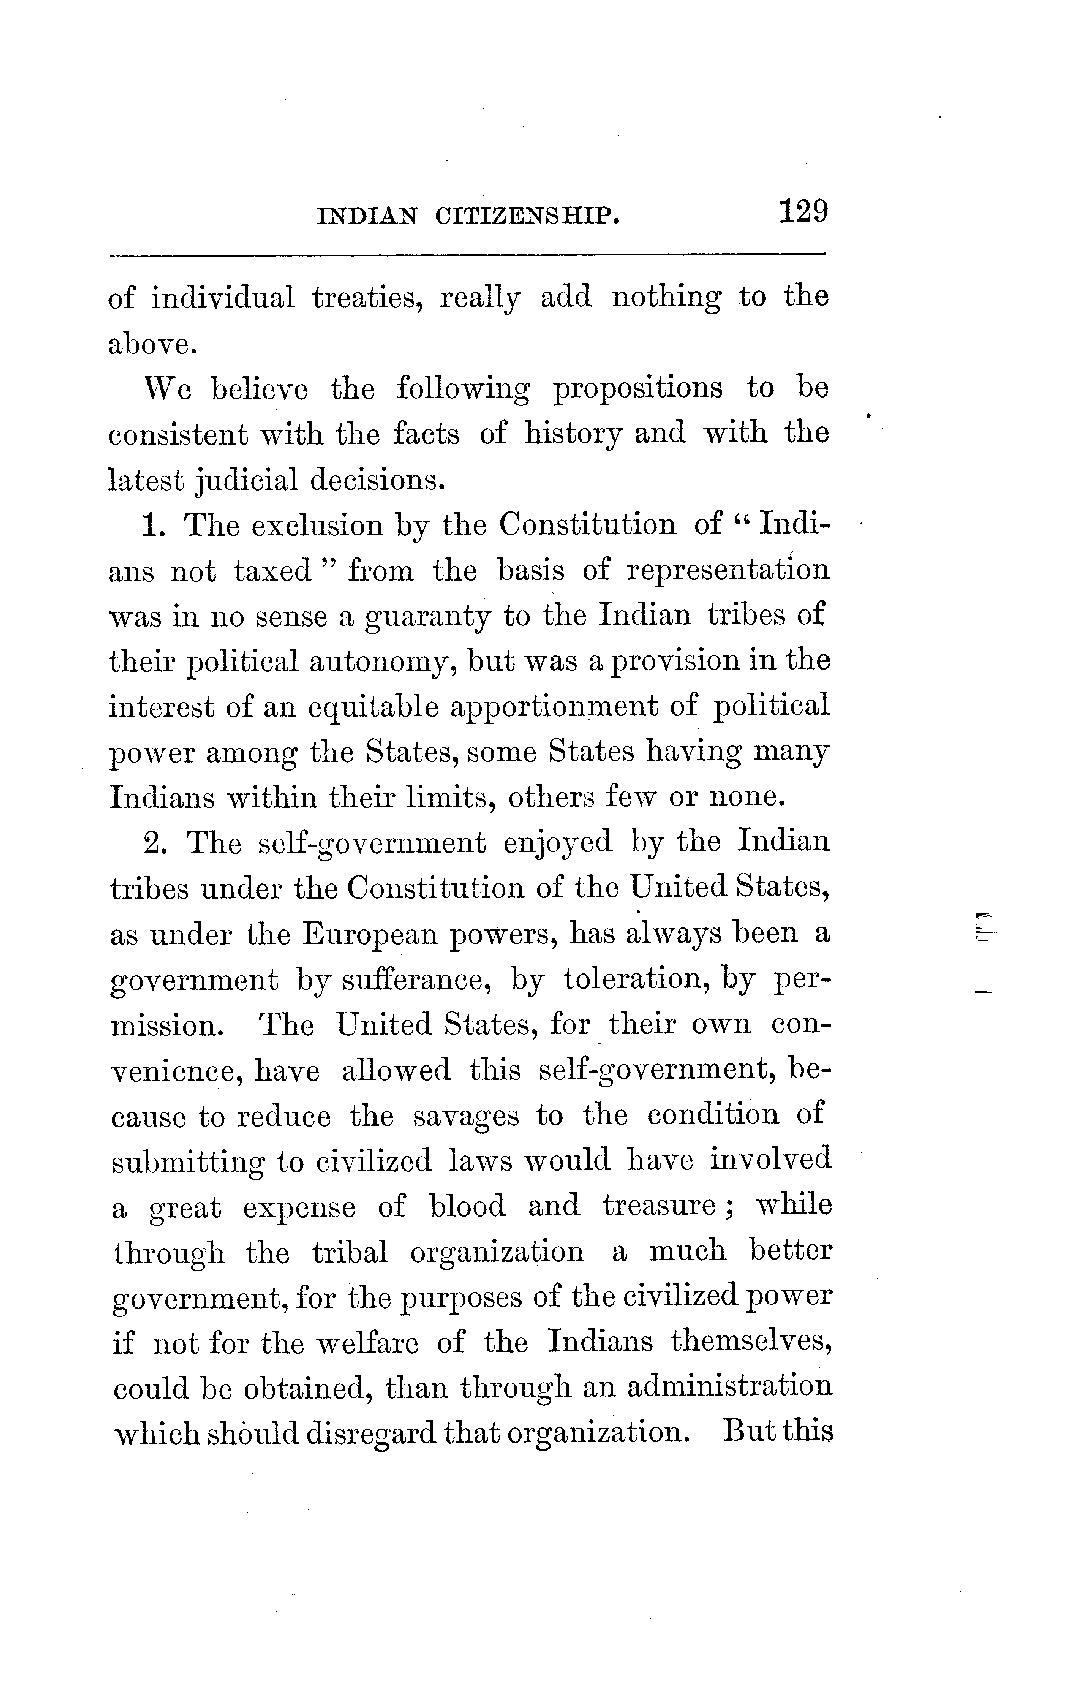 INDIAN CITIZENSHIP. 129
of individual treaties, really add nothing to the
above.
We believe the following propositions to be
consistent with the facts of history and with the
latest judicial decisions.
1. The exclusion by the Constitution of “ Indi-
ans not taxed ” from the basis of representation
was in no sense a guaranty to the Indian tribes of
their political autonomy, but was a provision in the
interest of an equitable apportionment of political
power among the States, some States having many
Indians within their limits, others few or none.
2. The self-government enjoyed by the Indian
tribes under the Constitution of the United States,
as under the European powers, has always been a
government by sufferance, by toleration, by per-
mission. The United States, for their own con-
venience, have allowed this self-government, be-
cause to reduce the savages to the condition of
submitting to civilized laws would have involved
a great expense of blood and treasure ; while
through the tribal organization a much better
government, for the purposes of the civilized power
if not for the welfare of the Indians themselves,
could be obtained, than through an administration
which should disregard that organization. But this